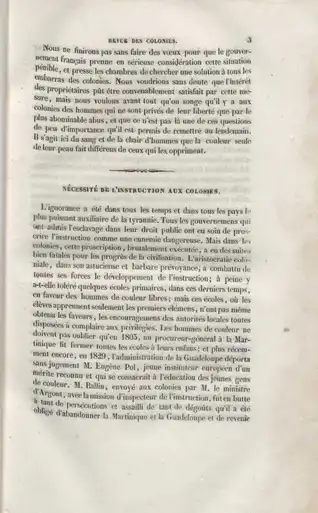 REVUE DES COLONIES. 3
Nous ne finirons pas sans faire des vœux pour que le gouver-
nement français prenne en sérieuse considération cette situation
pénible, et presse les chambres de chercher une solution à tous les
embarras des colonies. Nous voudrions sans doute que l'intérêt
des propriétaires pût être convenablement satisfait par cette me-
sure, mais nous voulons avant tout qu'on songe qu'il y a aux
colonies des hommes qui ne sont privés de leur liberté que par le
plus abominable abus, et que ce n'est pas là une de ces questions
de peu d'importance qu'il est permis de remettre au lendemain.
Il s'agit ici du sang et de la chair d'hommes que la couleur seule
de leur peau fait différens de ceux qui les oppriment.
NÉCESSITÉ DE L'INSTRUCTION AUX COLONIES.
L'ignorance a été dans tous les temps et dans tous les pays le
plus puissant auxiliaire de la tyrannie. Tous les gouvernemens qui
ont admis l'esclavage dans leur droit public ont eu soin de pros-
crire l'instruction comme une ennemie dangereuse. Mais dans les
colonies, cette proscription, brutalement exécutée, a eu des suites
bien fatales pour les progrès de la civilisation. L'aristocratie colo-
niale, dans son astucieuse et barbare prévoyance, a combattu de
toutes ses forces le développement de l'instruction; à peine y
a-t-elle toléré quelques écoles primaires, dans ces derniers temps,
en faveur des hommes de couleur libres; mais ces écoles, où les
élèves apprennent seulement les premiers élémens, n'ont pas même
obtenu les faveurs, les encouragemens des autorités locales toutes
disposées à complaire aux privilégiés. Les hommes de couleur ne
doivent pas oublier qu'en 1805, un procureur-général à la Mar-
tinique fit fermer toutes les écoles à leurs enfans; et plus récem-
ment encore, en 1829, l'administration de la Guadeloupe déporta
sans jugement M. Eugène Pol, jeune instituteur européen d'un
mérite reconnu et qui se consacrait à l'éducation des jeunes gens
de couleur. M. Ballin, envoyé aux colonies par M. le ministre
d'Argout, avec la mission d'inspecteur de l'instruction, fut en butte
à tant de persécutions et assailli de tant de dégoûts qu'il a été
obligé d'abandonner la Martinique et la Guadeloupe et de revenir